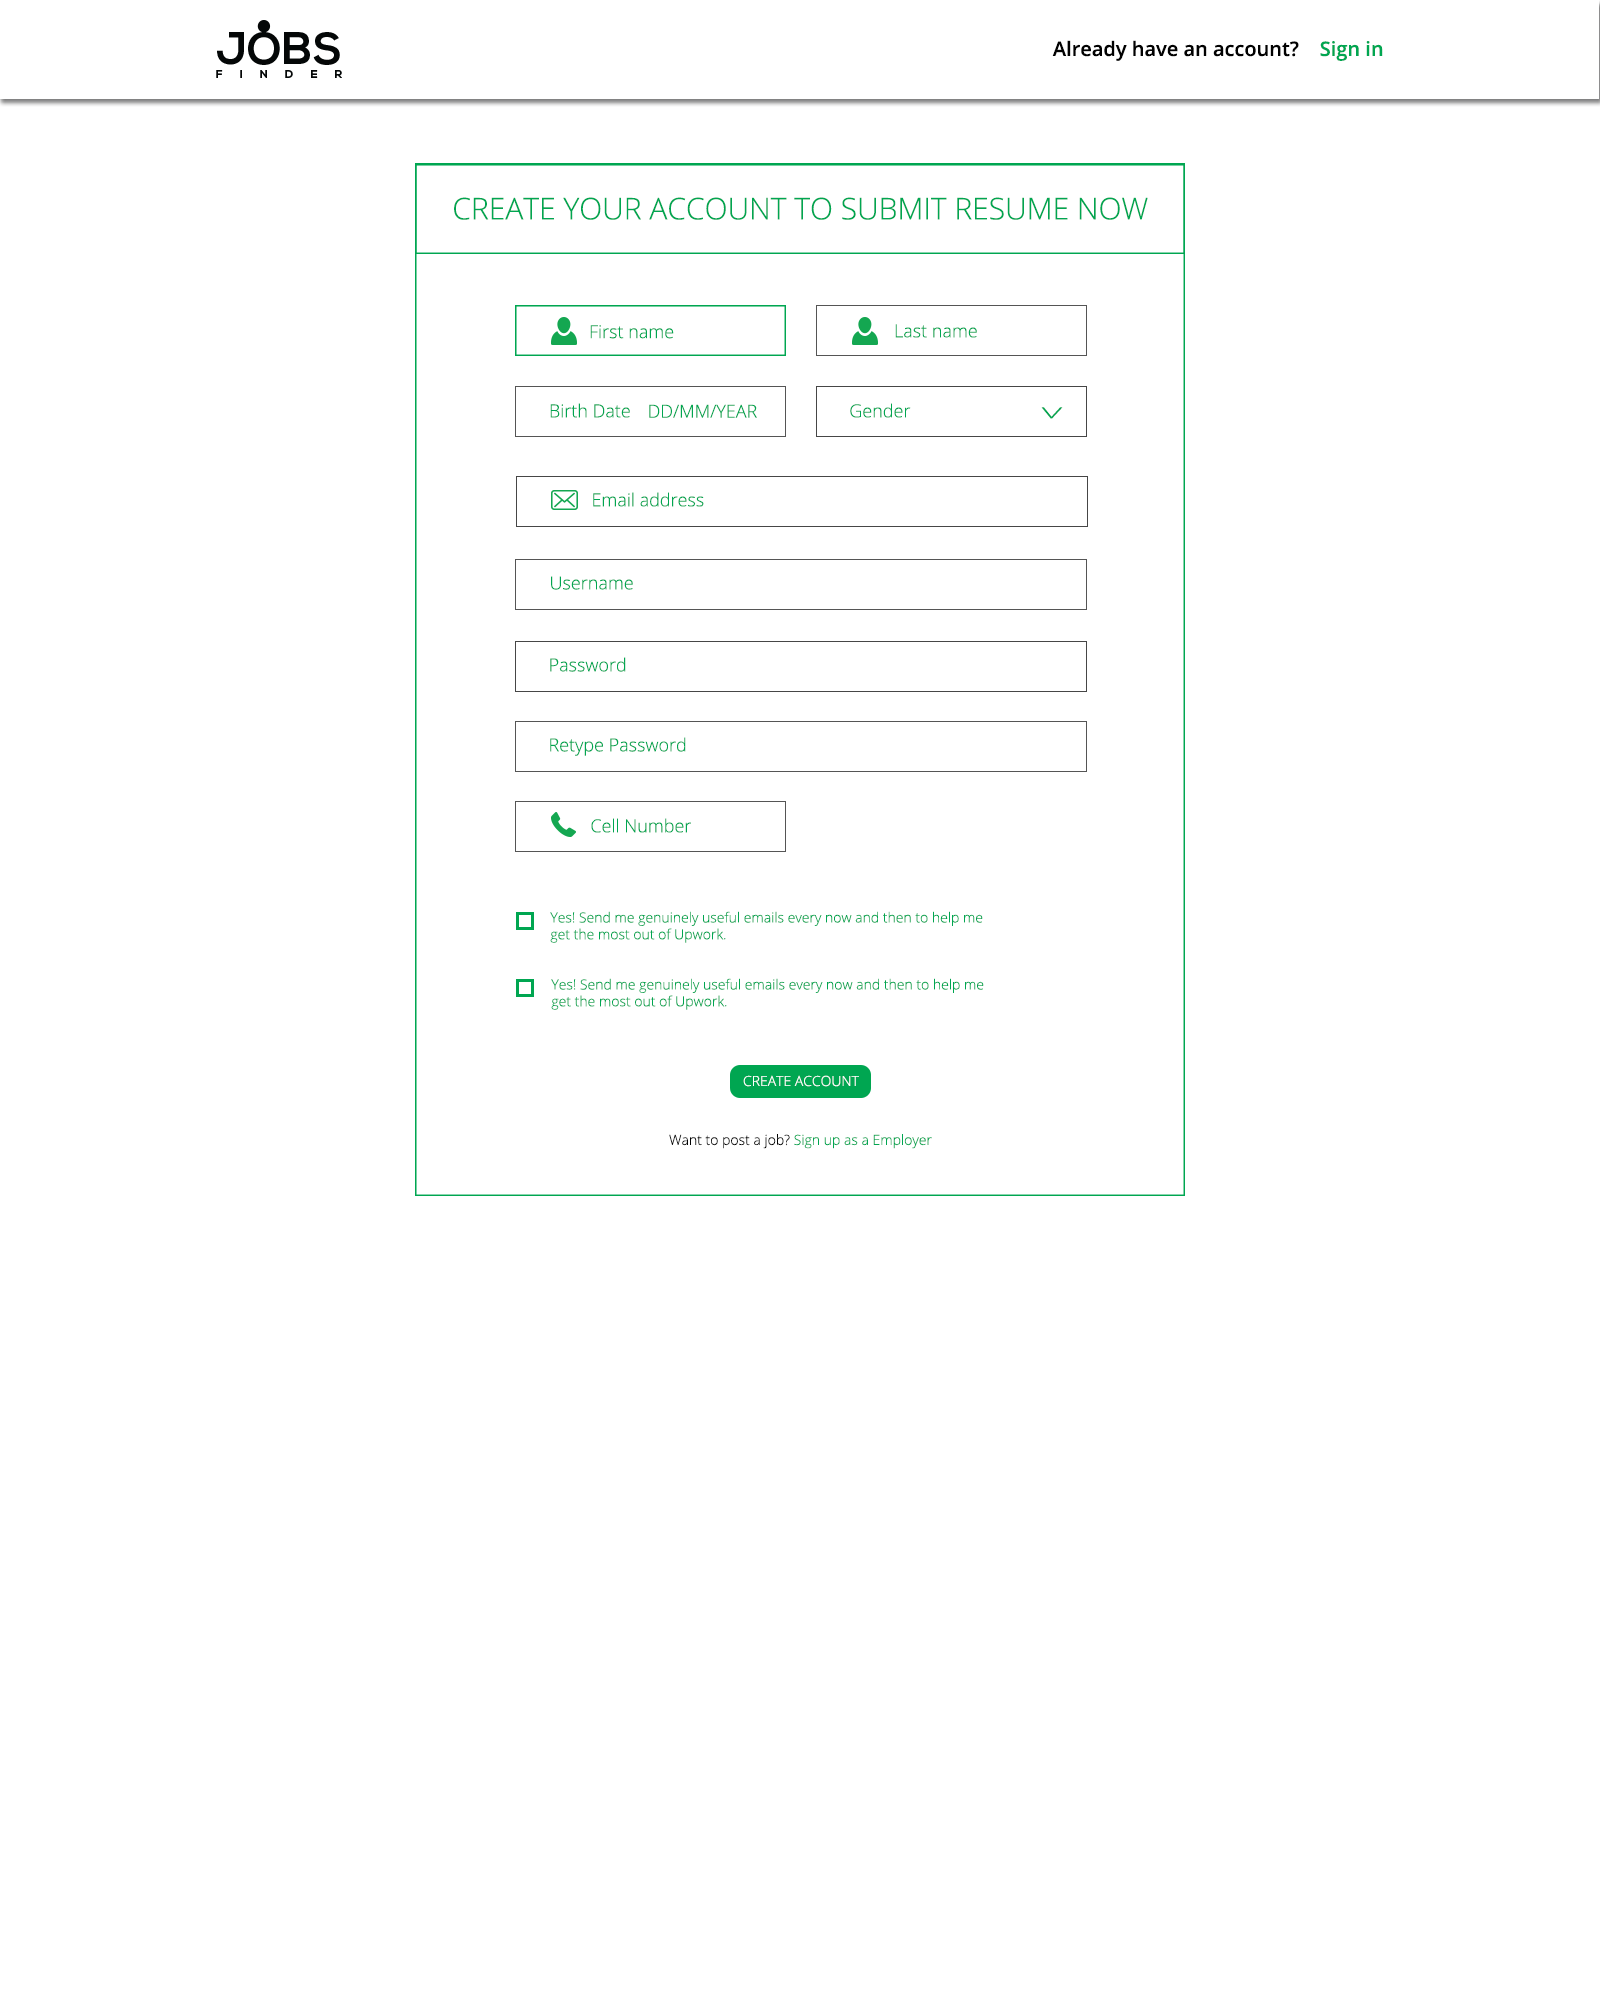 JOBS
FINDER
Already have an account? Sign in
CREATE YOUR ACCOUNT TO SUBMIT RESUME NOW
First name
Last name
Birth Date DD/MM/YEAR
Gender
Email address
Username
Password
Retype Password
Cell Number
Yes! Send me genuinely useful emails every now and then to help me
get the most out of Upwork.
Yes! Send me genuinely useful emails every now and then to help me
get the most out of Upwork.
CREATE ACCOUNT
Want to post a job? Sign up as a Employer